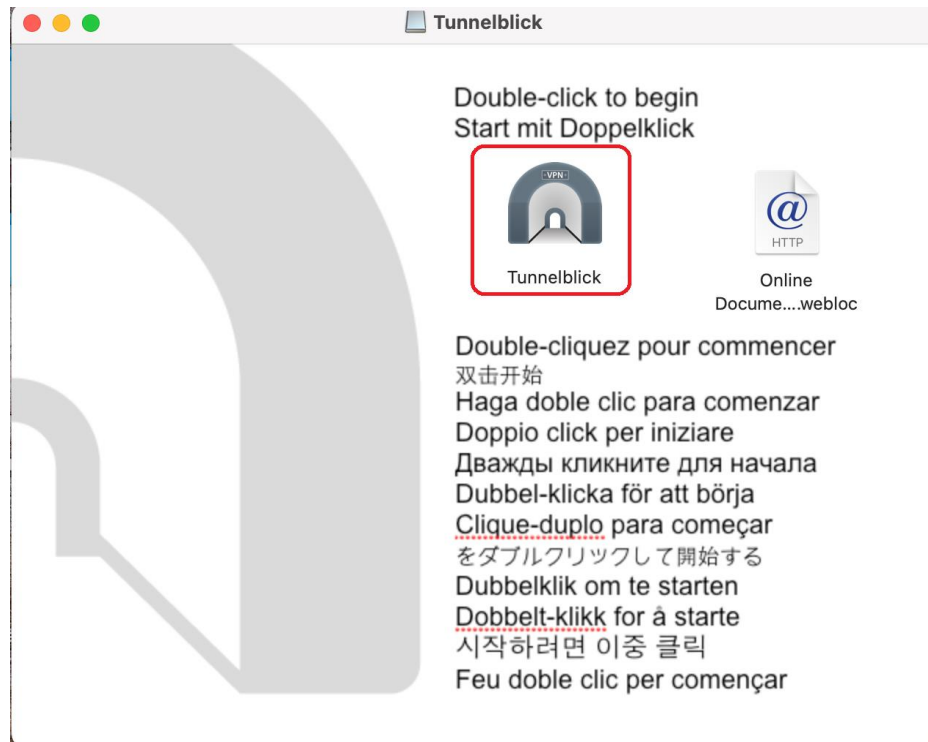 Tunnelblick
Double-click to begin
Start mit Doppelklick
·VPN·
@
HTTP
Tunnelblick
Online
Docume....webloc
Double-cliquez pour commencer
双击开始
Haga doble clic para comenzar
Doppio click per iniziare
Дважды кликните для начала
Dubbel-klicka för att börja
Clique-duplo para começar
をダブルクリックして開始する
Dubbelklik om te starten
Dobbelt-klikk for å starte
시작하려면 이중 클릭
Feu doble clic per començar